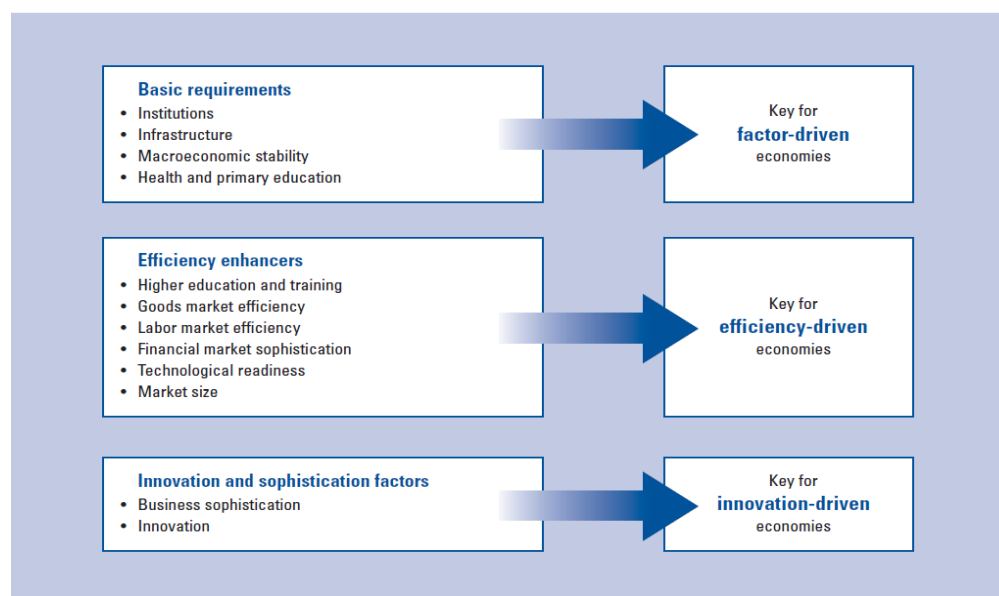 Basic requirements
• Institutions
• Infrastructure
• Macroeconomic stability
• Health and primary education
Key for
factor-driven
economies
Efficiency enhancers
• Higher education and training
• Goods market efficiency
• Labor market efficiency
• Financial market sophistication
• Technological readiness
• Market size
Key for
efficiency-driven
economies
Innovation and sophistication factors
• Business sophistication
• Innovation
Key for
innovation-driven
economies